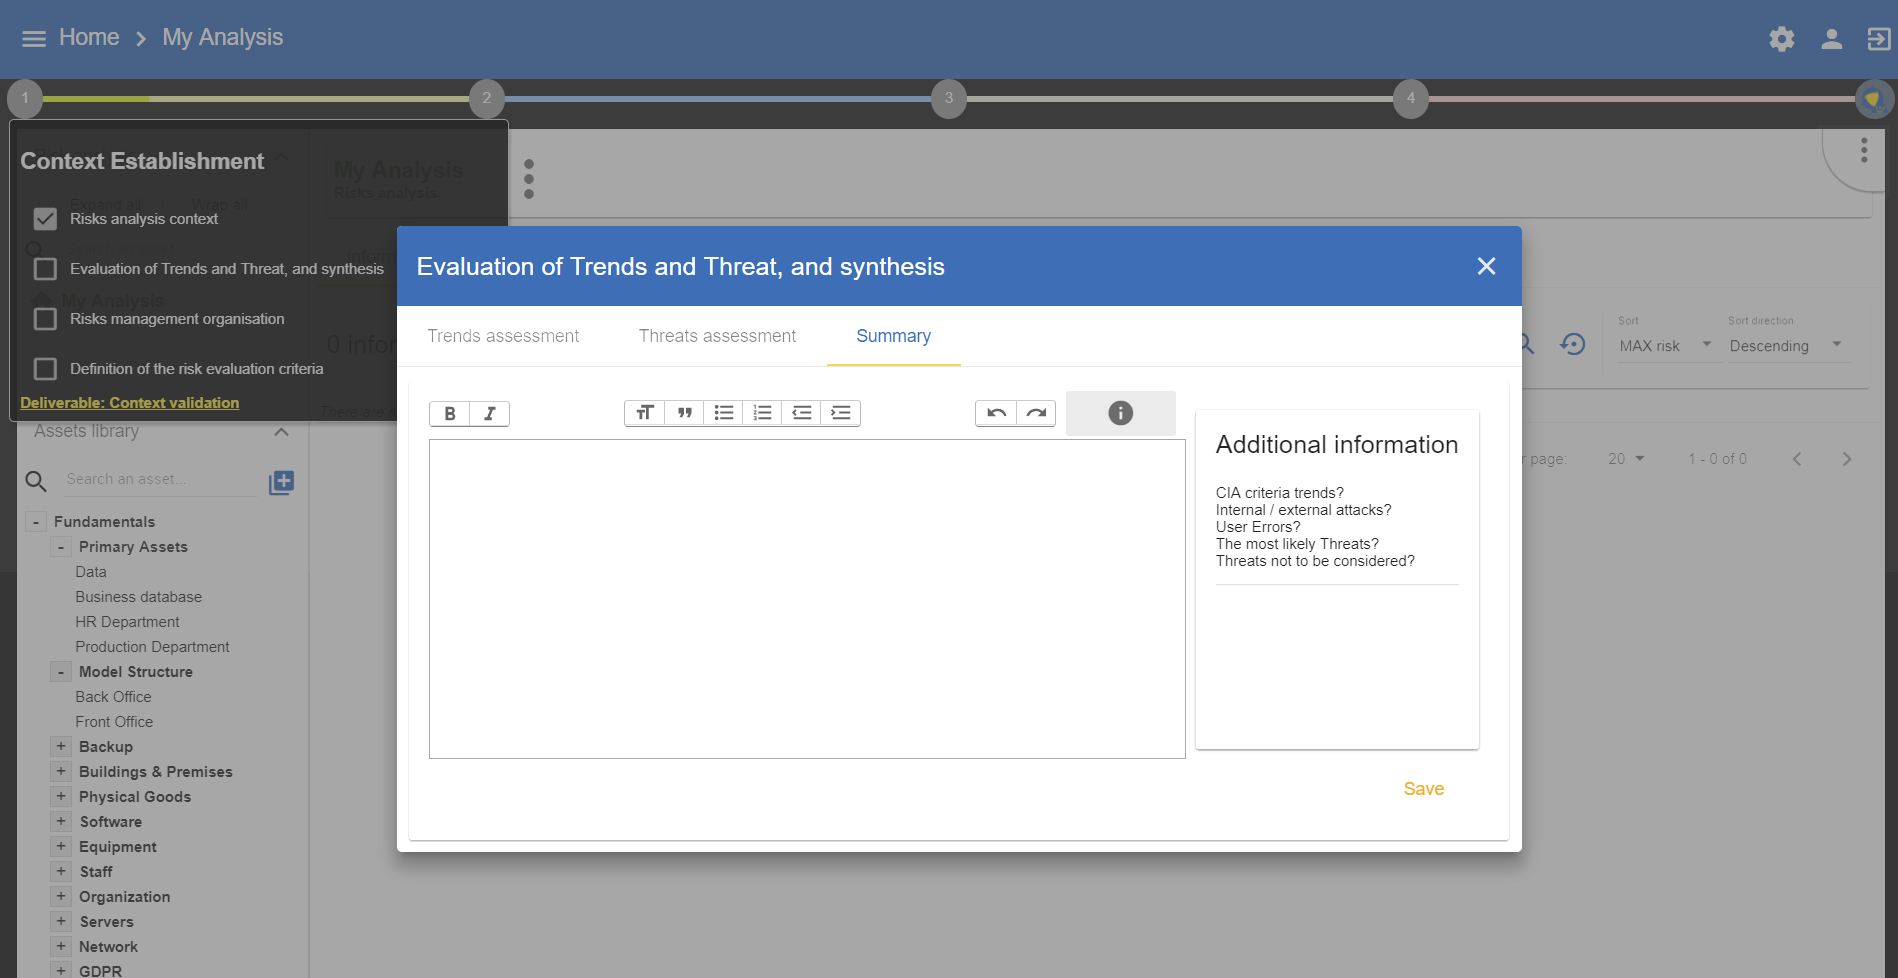 Home > My Analysis
1
2
3
4
Context Establishment
Risks analysis context
Evaluation of Trends and Threat, and synthesis
Risks management organisation
Definition of the risk evaluation criteria
Deliverable: Context validation
My Analysis
Risks analysis
Expand all
Wrap all
My Analysis
0 infor
There are
Assets library
Search an asset...
- Fundamentals
- Primary Assets
Data
Business database
HR Department
Production Department
- Model Structure
Back Office
Front Office
+ Backup
+ Buildings & Premises
+ Physical Goods
+ Software
+ Equipment
+ Staff
+ Organization
+ Servers
+ Network
+ GDPR
Evaluation of Trends and Threat, and synthesis
Trends assessment
Threats assessment
Summary
B I
Additional information
CIA criteria trends?
Internal / external attacks?
User Errors?
The most likely Threats?
Threats not to be considered?
Save
Sort
MAX risk
Sort direction
Descending
r page:
20
1 - 0 of 0